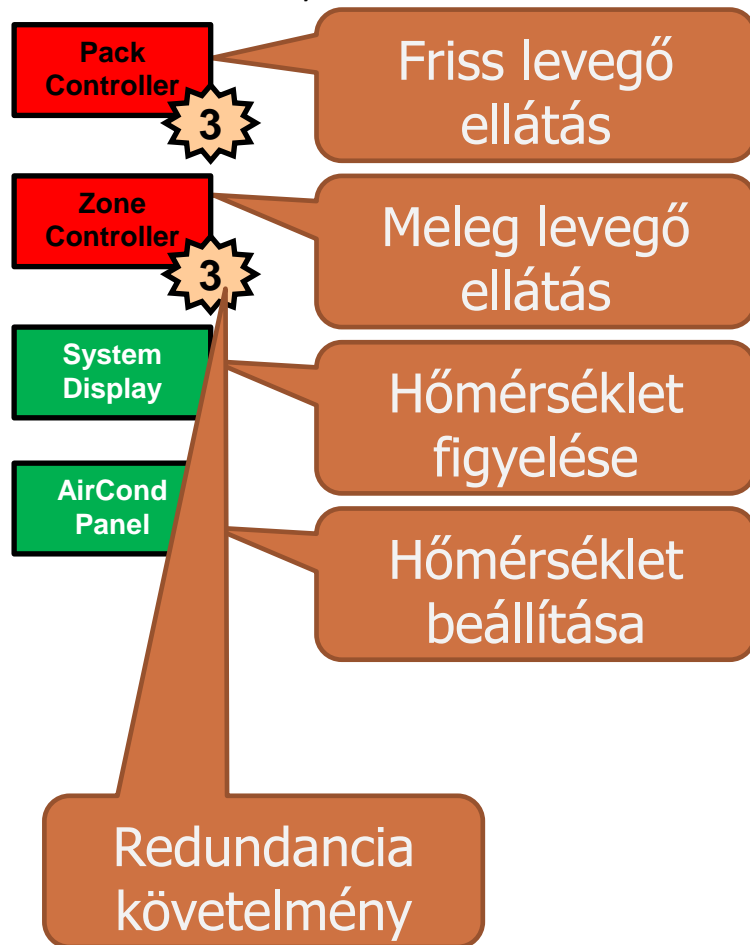 Pack
Controller
3
Friss levegő
ellátás
Zone
Controller
3
Meleg levegő
ellátás
System
Display
Hőmérséklet
figyelése
AirCond
Panel
Hőmérséklet
beállítása
Redundancia
követelmény